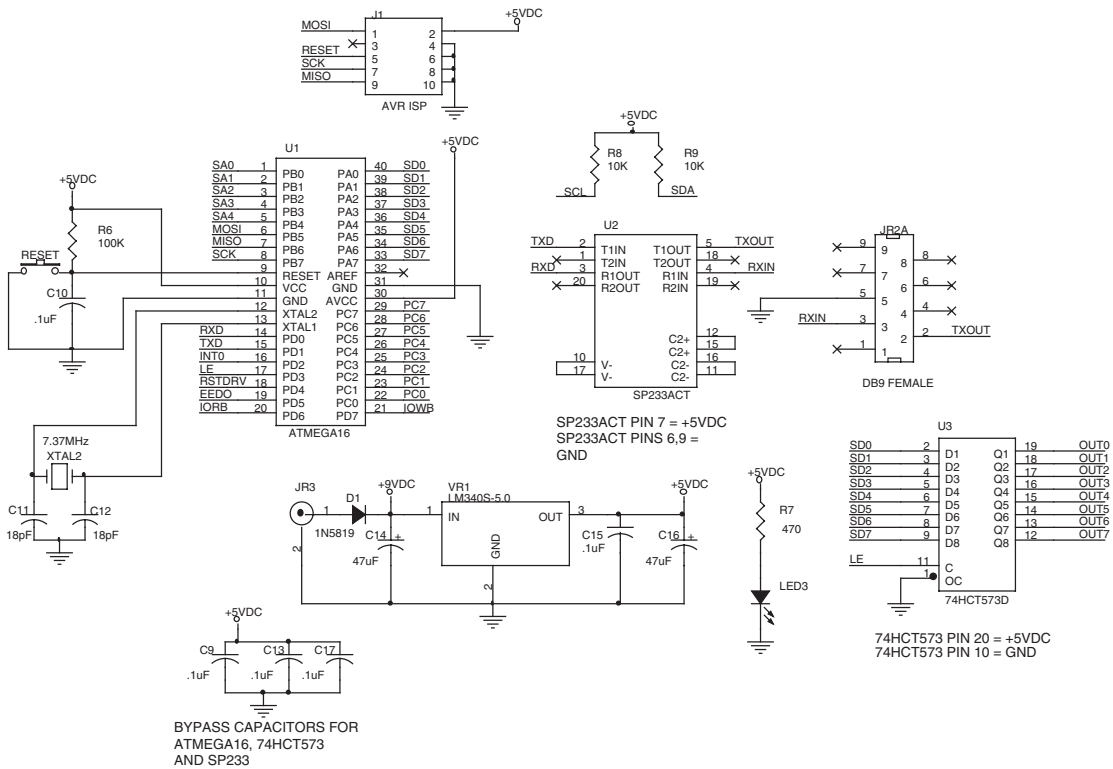 J1
+5VDC
MOSI 1 2
3 4
RESET 5 6
SCK 7 8
MISO 9 10
AVR ISP
U1
+5VDC
SA0 1 PB0 PA0 40 SD0
SA1 2 PB1 PA1 39 SD1
SA2 3 PB2 PA2 38 SD2
SA3 4 PB3 PA3 37 SD3
SA4 5 PB4 PA4 36 SD4
MOSI 6 PB5 PA5 35 SD5
MISO 7 PB6 PA6 34 SD6
SCK 8 PB7 PA7 33 SD7
9 RESET AREF 32
10 VCC GND 31
11 GND AVCC 30
12 XTAL2 PC7 29 PC7
13 XTAL1 PC6 28 PC6
RXD 14 PD0 PC5 27 PC5
TXD 15 PD1 PC4 26 PC4
INT0 16 PD2 PC3 25 PC3
LE 17 PD3 PC2 24 PC2
RSTDRV 18 PD4 PC1 23 PC1
EEDO 19 PD5 PC0 22 PC0
IORB 20 PD6 PD7 21 IOWB
ATMEGA16
+5VDC
R6
100K
RESET
C10
.1uF
7.37MHz
XTAL2
C11
18pF
C12
18pF
+5VDC
R8
10K
R9
10K
SCL
SDA
U2
TXD 2 T1IN T1OUT 5 TXOUT
1 T2IN T2OUT 18
RXD 3 R1OUT R1IN 4 RXIN
20 R2OUT R2IN 19
C2+ 12
C2+ 15
10 V- C2- 16
17 V- C2- 11
SP233ACT
SP233ACT PIN 7 = +5VDC
SP233ACT PINS 6,9 =
GND
JR2A
9 9
8 8
7 7
6 6
5 5
4 4
RXIN 3 3
2 2 TXOUT
1 1
DB9 FEMALE
U3
SD0 2 D1 Q1 19 OUT0
SD1 3 D2 Q2 18 OUT1
SD2 4 D3 Q3 17 OUT2
SD3 5 D4 Q4 16 OUT3
SD4 6 D5 Q5 15 OUT4
SD5 7 D6 Q6 14 OUT5
SD6 8 D7 Q7 13 OUT6
SD7 9 D8 Q8 12 OUT7
LE 11 C
1 OC
74HCT573D
74HCT573 PIN 20 = +5VDC
74HCT573 PIN 10 = GND
JR3
1
2
D1
1N5819
+9VDC
C14
47uF
VR1
LM340S-5.0
1 IN OUT 3
GND
2
C15
.1uF
+5VDC
C16
47uF
+5VDC
R7
470
LED3
+5VDC
C9
.1uF
C13
.1uF
C17
.1uF
BYPASS CAPACITORS FOR
ATMEGA16, 74HCT573
AND SP233